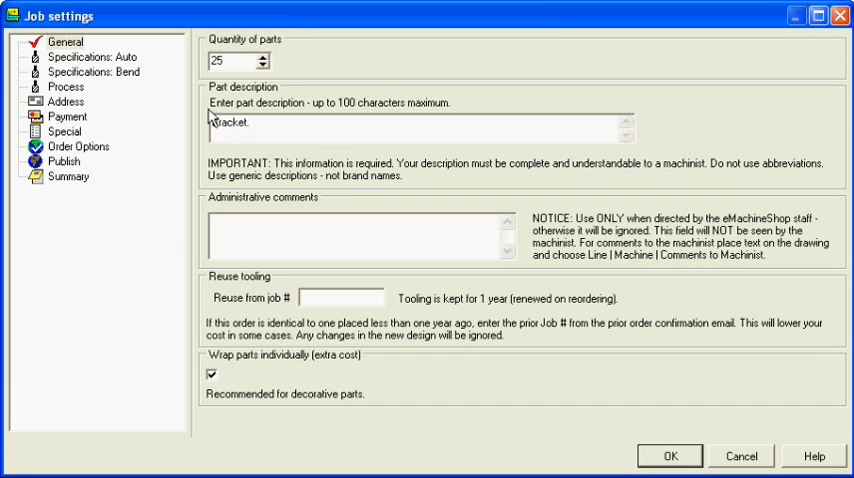 Job settings
General
Specifications: Auto
Specifications: Bend
Process
Address
Payment
Special
Order Options
Publish
Summary
Quantity of parts
25
Part description
Enter part description - up to 100 characters maximum.
racket.
IMPORTANT: This information is required. Your description must be complete and understandable to a machinist. Do not use abbreviations.
Use generic descriptions - not brand names.
Administrative comments
NOTICE: Use ONLY when directed by the eMachineShop staff -
otherwise it will be ignored. This field will NOT be seen by the
machinist. For comments to the machinist place text on the drawing
and choose Line | Machine | Comments to Machinist.
Reuse tooling
Reuse from job #
Tooling is kept for 1 year (renewed on reordering).
If this order is identical to one placed less than one year ago, enter the prior Job # from the prior order confirmation email. This will lower your
cost in some cases. Any changes in the new design will be ignored.
Wrap parts individually (extra cost)
Recommended for decorative parts.
OK
Cancel
Help